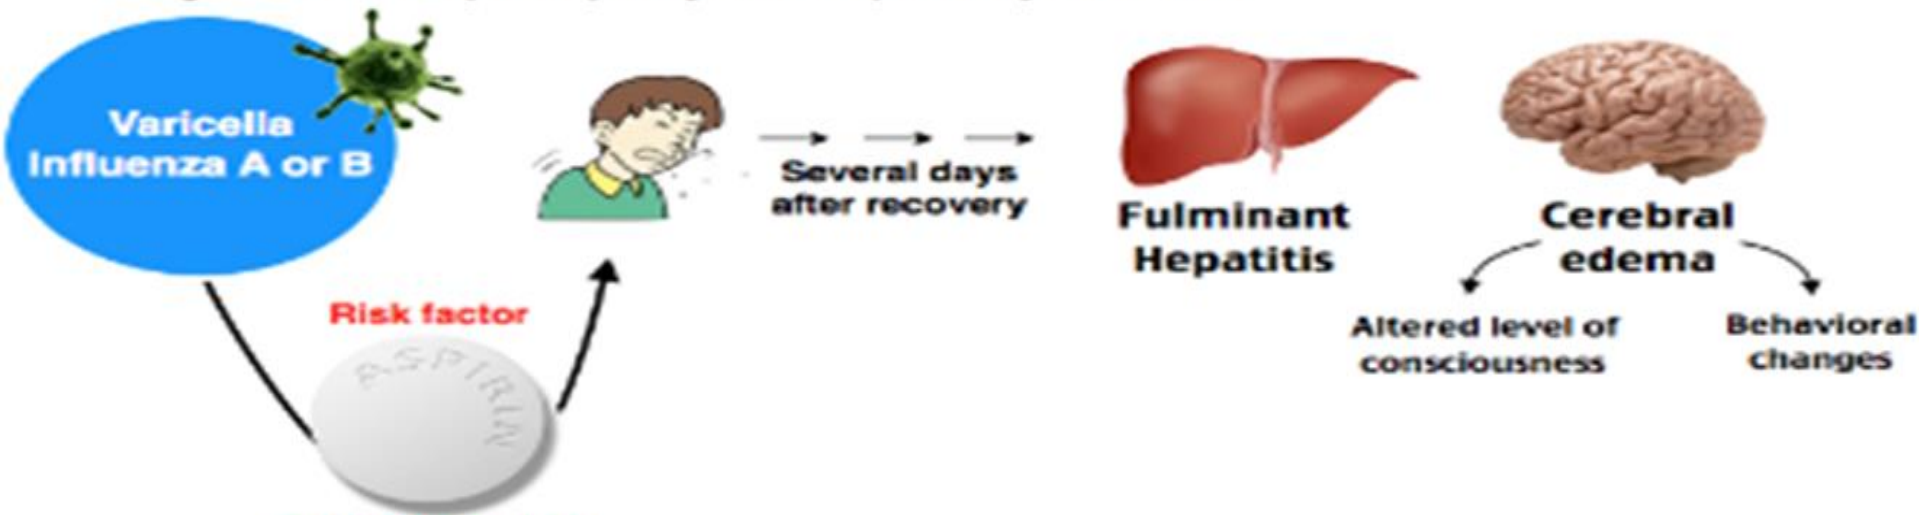 Varicella
Influenza A or B
Risk factor
ASPIRIN
Several days
after recovery
Fulminant
Hepatitis
Cerebral
edema
Altered level of
consciousness
Behavioral
changes